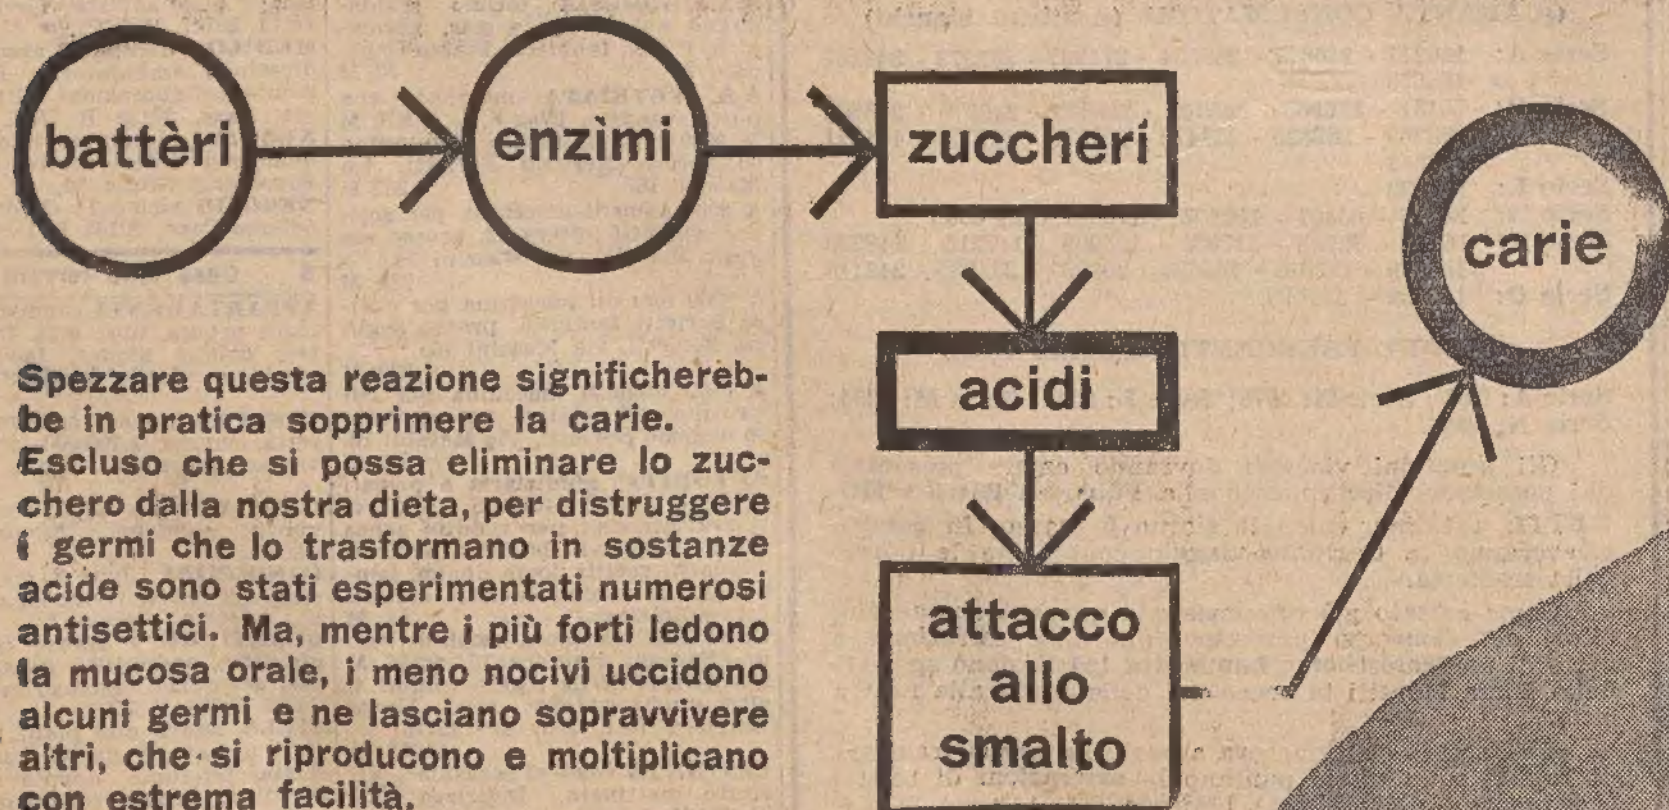 battèri
enzìmi
zuccheri
carie
acidi
attacco
allo
smalto
Spezzare questa reazione significhereb-
be in pratica sopprimere la carie.
Escluso che si possa eliminare lo zuc-
chero dalla nostra dieta, per distruggere
i germi che lo trasformano in sostanze
acide sono stati esperimentati numerosi
antisettici. Ma, mentre i più forti ledono
la mucosa orale, i meno nocivi uccidono
alcuni germi e ne lasciano sopravvivere
altri, che si riproducono e moltiplicano
con estrema facilità.